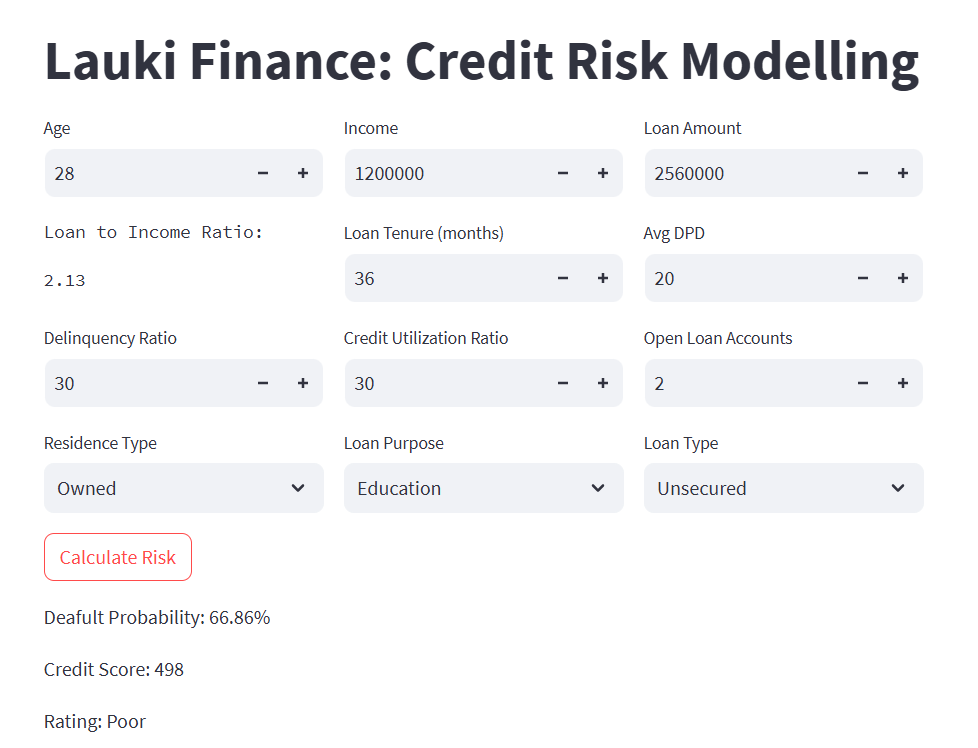 Lauki Finance: Credit Risk Modelling
Age
Income
Loan Amount
28
1200000
2560000
Loan to Income Ratio:
Loan Tenure (months)
Avg DPD
2.13
36
20
Delinquency Ratio
Credit Utilization Ratio
Open Loan Accounts
30
30
2
Residence Type
Loan Purpose
Loan Type
Owned
Education
Unsecured
Calculate Risk
Deafult Probability: 66.86%
Credit Score: 498
Rating: Poor